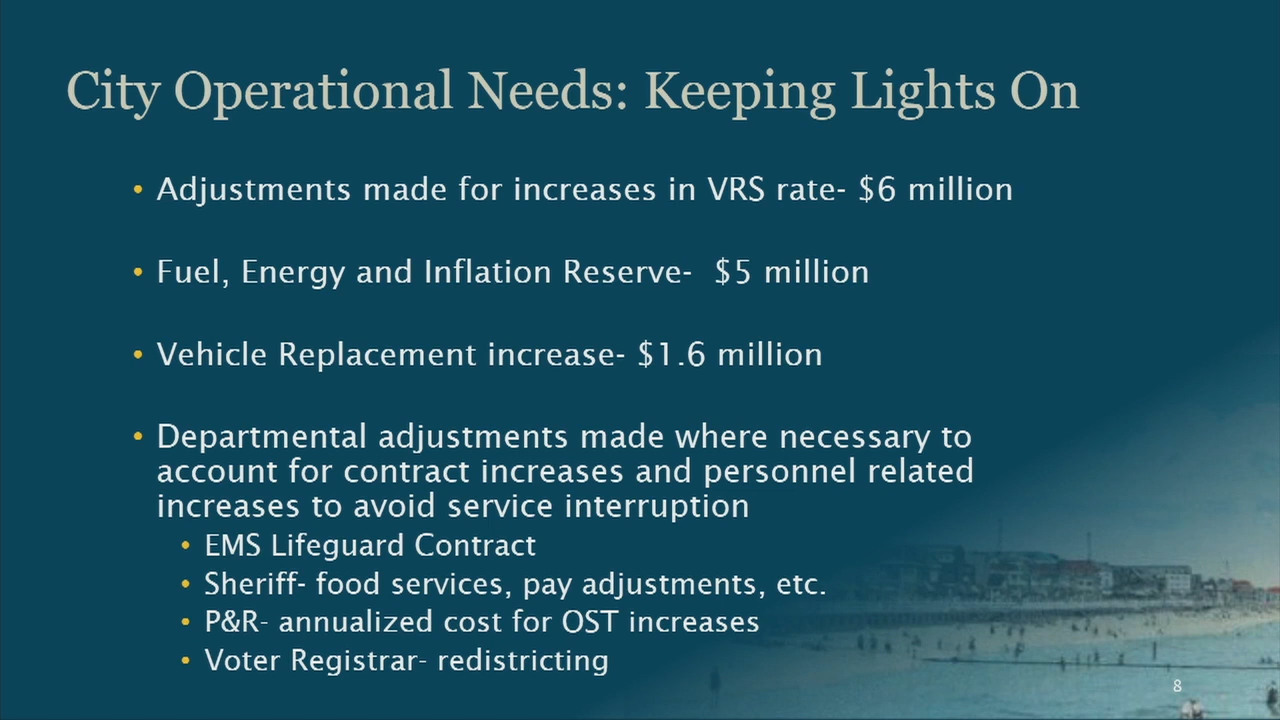 City Operational Needs: Keeping Lights On
• Adjustments made for increases in VRS rate- $6 million
• Fuel, Energy and Inflation Reserve-  $5 million
• Vehicle Replacement increase- $1.6 million
• Departmental adjustments made where necessary to
account for contract increases and personnel related
increases to avoid service interruption
• EMS Lifeguard Contract
• Sheriff- food services, pay adjustments, etc.
• P&R- annualized cost for OST increases
• Voter Registrar- redistricting
8